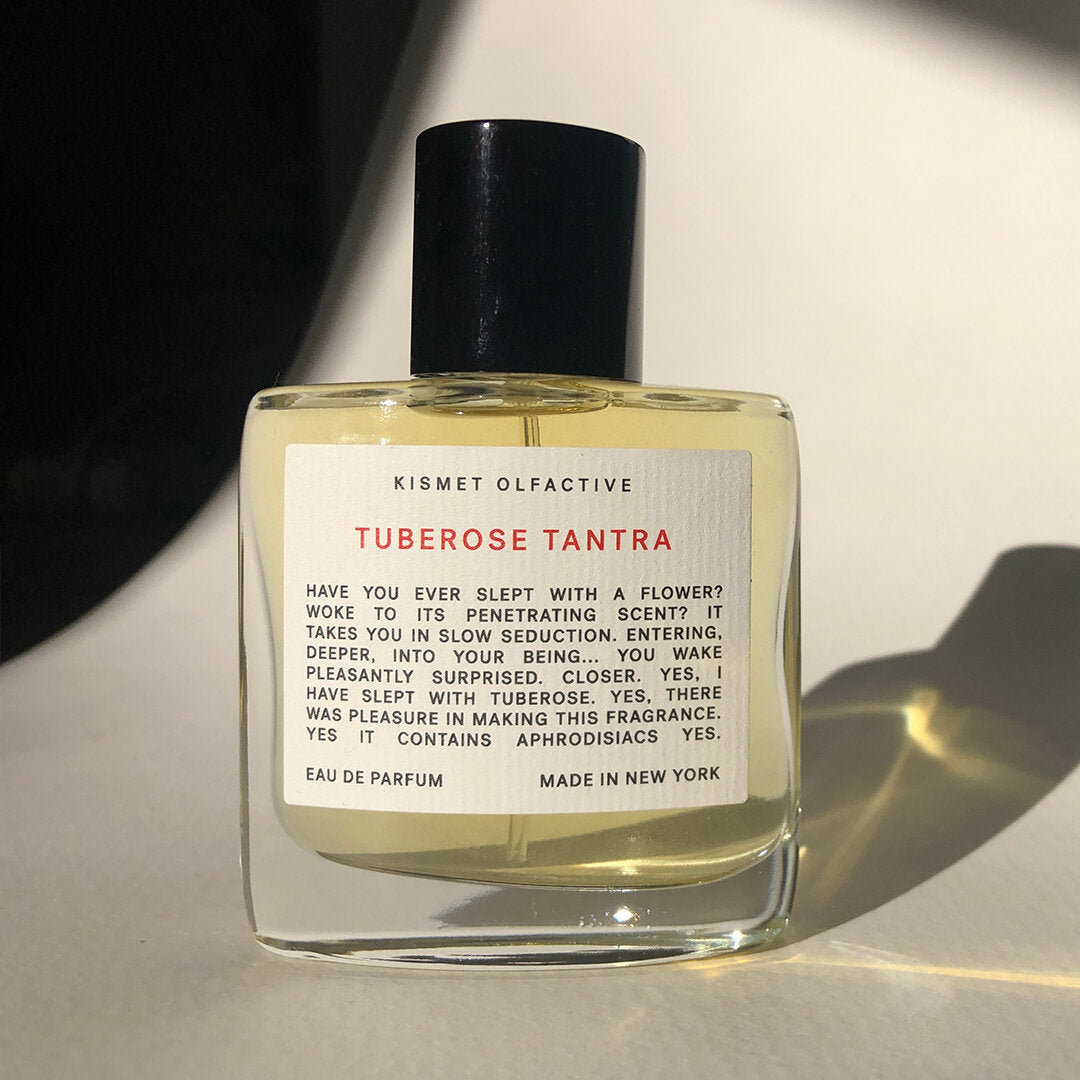 KISMET OLFACTIVE
TUBEROSE TANTRA
HAVE YOU EVER SLEPT WITH A FLOWER?
WOKE TO ITS PENETRATING SCENT? IT
TAKES YOU IN SLOW SEDUCTION. ENTERING,
DEEPER, INTO YOUR BEING... YOU WAKE
PLEASANTLY SURPRISED. CLOSER. YES, I
HAVE SLEPT WITH TUBEROSE. YES, THERE
WAS PLEASURE IN MAKING THIS FRAGRANCE.
YES IT CONTAINS APHRODISIACS YES.
EAU DE PARFUM MADE IN NEW YORK